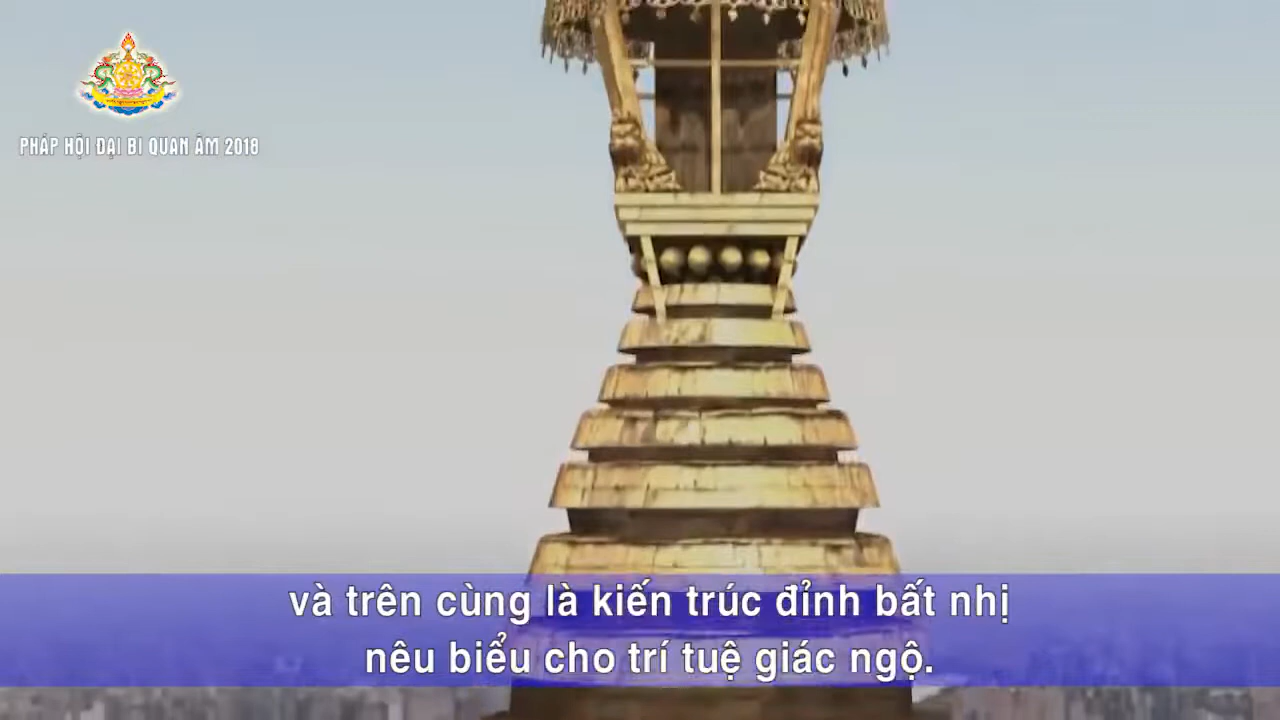 PHÁP HỘI ĐẠI BI QUAN ÂM 2018
và trên cùng là kiến trúc đỉnh bất nhị
nêu biểu cho trí tuệ giác ngộ.